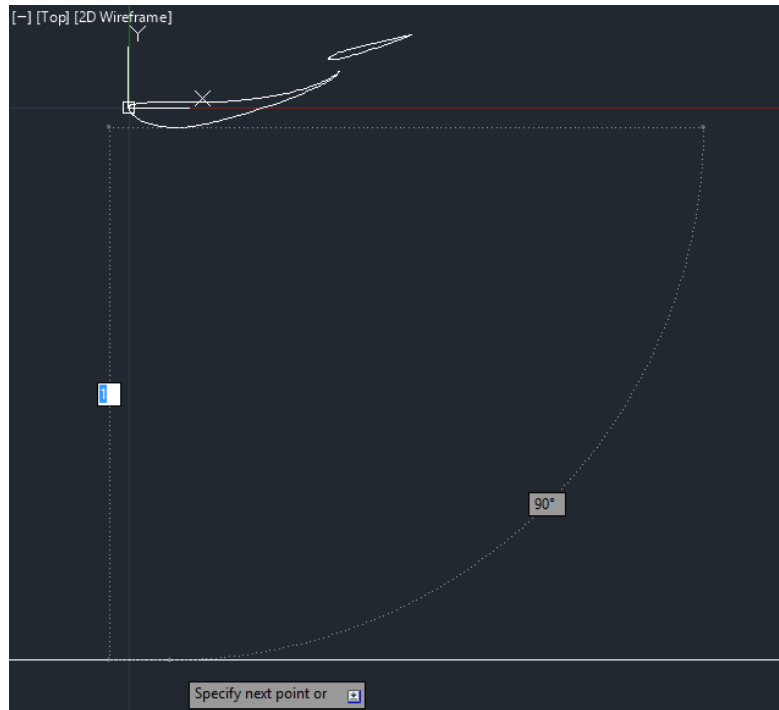 [−] [Top] [2D Wireframe]
Y
X
1
90°
Specify next point or